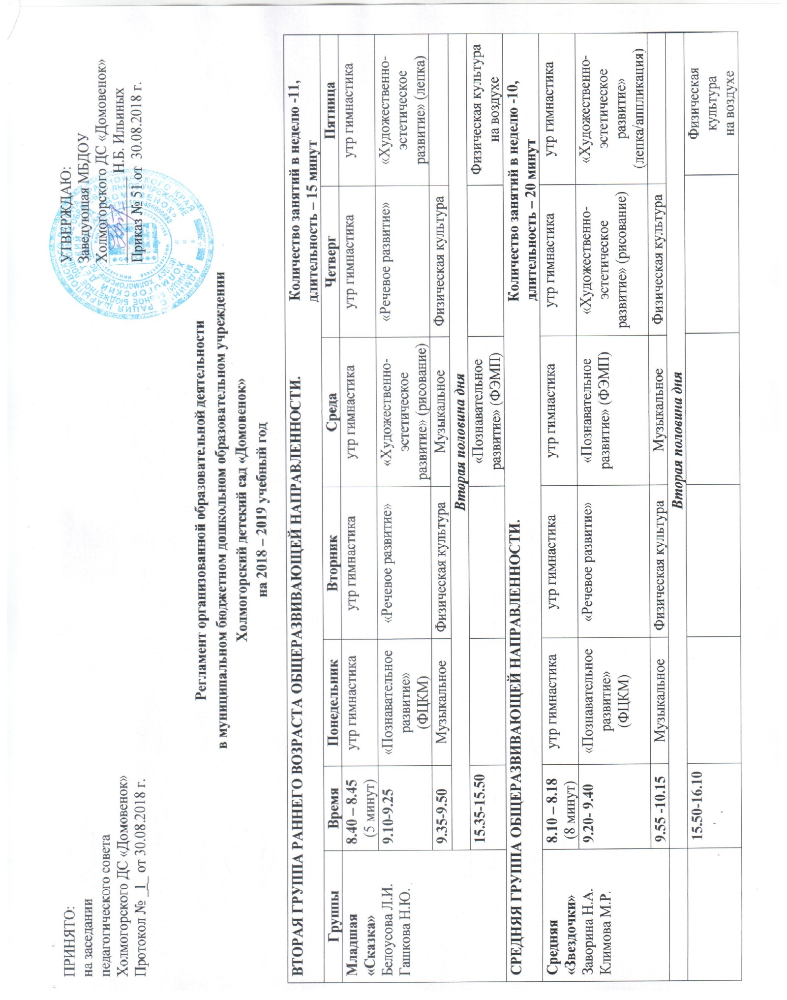 ПРИНЯТО:
на заседании
педагогического совета
Холмогорского ДС «Домовенок»
Протокол № _1_ от 30.08.2018 г.
УТВЕРЖДАЮ:
Заведующая МБДОУ
Холмогорского ДС «Домовенок»
Н.Б. Ильиных
Приказ № 51 от 30.08.2018 г.
Регламент организованной образовательной деятельности
в муниципальном бюджетном дошкольном образовательном учреждении
Холмогорский детский сад «Домовенок»
на 2018 – 2019 учебный год
ВТОРАЯ ГРУППА РАННЕГО ВОЗРАСТА ОБЩЕРАЗВИВАЮЩЕЙ НАПРАВЛЕННОСТИ. Количество занятий в неделю -11,
длительность – 15 минут
Группы Время Понедельник Вторник Среда Четверг Пятница
Младшая
«Сказка»
Белоусова Л.И.
Гашкова Н.Ю.
8.40 – 8.45
(5 минут)
утр гимнастика утр гимнастика утр гимнастика утр гимнастика утр гимнастика
9.10-9.25
«Познавательное
развитие»
(ФЦКМ)
«Речевое развитие»
«Художественно-
эстетическое
развитие» (рисование)
«Речевое развитие»
«Художественно-
эстетическое
развитие» (лепка)
9.35-9.50 Музыкальное Физическая культура Музыкальное Физическая культура
Вторая половина дня
15.35-15.50
«Познавательное
развитие» (ФЭМП)
Физическая культура
на воздухе
СРЕДНЯЯ ГРУППА ОБЩЕРАЗВИВАЮЩЕЙ НАПРАВЛЕННОСТИ. Количество занятий в неделю -10,
длительность – 20 минут
Средняя
«Звездочки»
Заворина Н.А.
Климова М.Р.
8.10 – 8.18
(8 минут)
утр гимнастика утр гимнастика утр гимнастика утр гимнастика утр гимнастика
9.20- 9.40
«Познавательное
развитие»
(ФЦКМ)
«Речевое развитие»
«Познавательное
развитие» (ФЭМП)
«Художественно-
эстетическое
развитие» (рисование)
«Художественно-
эстетическое
развитие»
(лепка/аппликация)
9.55 -10.15 Музыкальное Физическая культура Музыкальное Физическая культура
Вторая половина дня
15.50-16.10
Физическая
культура
на воздухе